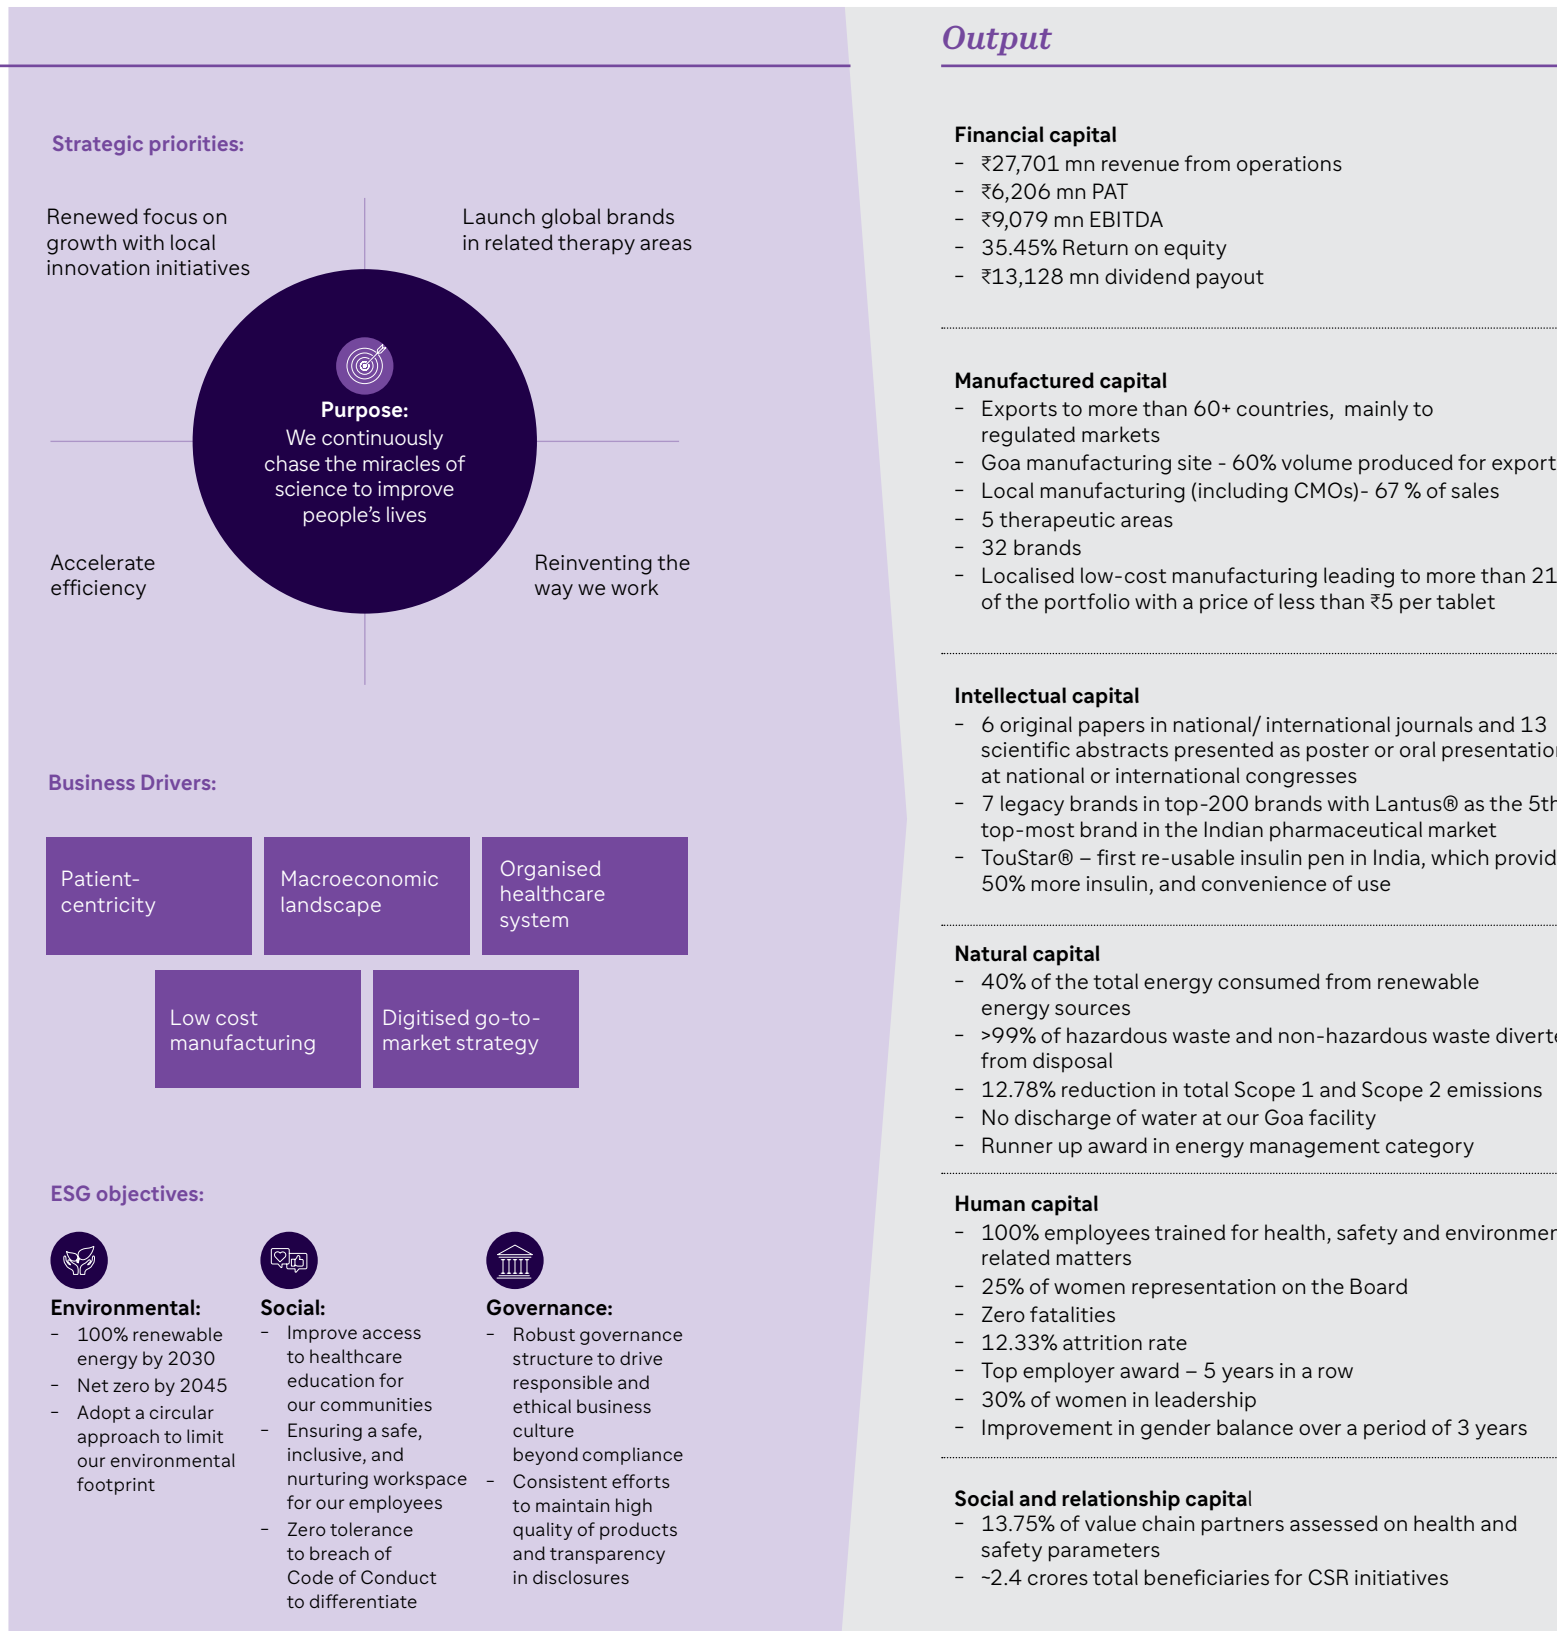 Strategic priorities:
Renewed focus on
growth with local
innovation initiatives
Launch global brands
in related therapy areas
Purpose:
We continuously
chase the miracles of
science to improve
people's lives
Accelerate
efficiency
Reinventing the
way we work
Business Drivers:
Patient-
centricity
Macroeconomic
landscape
Organised
healthcare
system
Low cost
manufacturing
Digitised go-to-
market strategy
ESG objectives:
Environmental:
– 100% renewable
energy by 2030
– Net zero by 2045
– Adopt a circular
approach to limit
our environmental
footprint
Social:
– Improve access
to healthcare
education for
our communities
– Ensuring a safe,
inclusive, and
nurturing workspace
for our employees
– Zero tolerance
to breach of
Code of Conduct
to differentiate
Governance:
– Robust governance
structure to drive
responsible and
ethical business
culture
beyond compliance
– Consistent efforts
to maintain high
quality of products
and transparency
in disclosures
Output
Financial capital
– ₹27,701 mn revenue from operations
– ₹6,206 mn PAT
– ₹9,079 mn EBITDA
– 35.45% Return on equity
– ₹13,128 mn dividend payout
Manufactured capital
– Exports to more than 60+ countries, mainly to
regulated markets
– Goa manufacturing site - 60% volume produced for export
– Local manufacturing (including CMOs)- 67 % of sales
– 5 therapeutic areas
– 32 brands
– Localised low-cost manufacturing leading to more than 21
of the portfolio with a price of less than ₹5 per tablet
Intellectual capital
– 6 original papers in national/ international journals and 13
scientific abstracts presented as poster or oral presentation
at national or international congresses
– 7 legacy brands in top-200 brands with Lantus® as the 5th
top-most brand in the Indian pharmaceutical market
– TouStar® – first re-usable insulin pen in India, which provid
50% more insulin, and convenience of use
Natural capital
– 40% of the total energy consumed from renewable
energy sources
– >99% of hazardous waste and non-hazardous waste diverte
from disposal
– 12.78% reduction in total Scope 1 and Scope 2 emissions
– No discharge of water at our Goa facility
– Runner up award in energy management category
Human capital
– 100% employees trained for health, safety and environmen
related matters
– 25% of women representation on the Board
– Zero fatalities
– 12.33% attrition rate
– Top employer award – 5 years in a row
– 30% of women in leadership
– Improvement in gender balance over a period of 3 years
Social and relationship capital
– 13.75% of value chain partners assessed on health and
safety parameters
– ~2.4 crores total beneficiaries for CSR initiatives